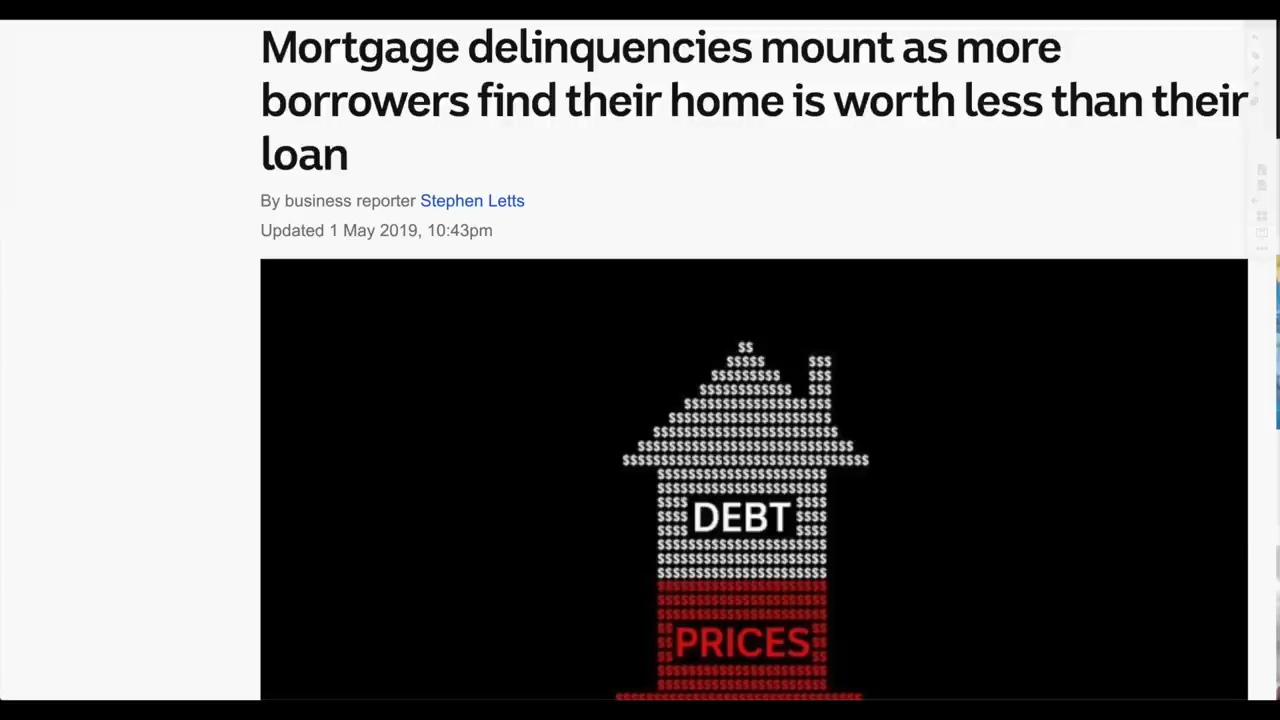 Mortgage delinquencies mount as more
borrowers find their home is worth less than their
loan
By business reporter Stephen Letts
Updated 1 May 2019, 10:43pm
$$
$$$$$ $$$
$$$$$$$$$ $$$
DEBT
PRICES